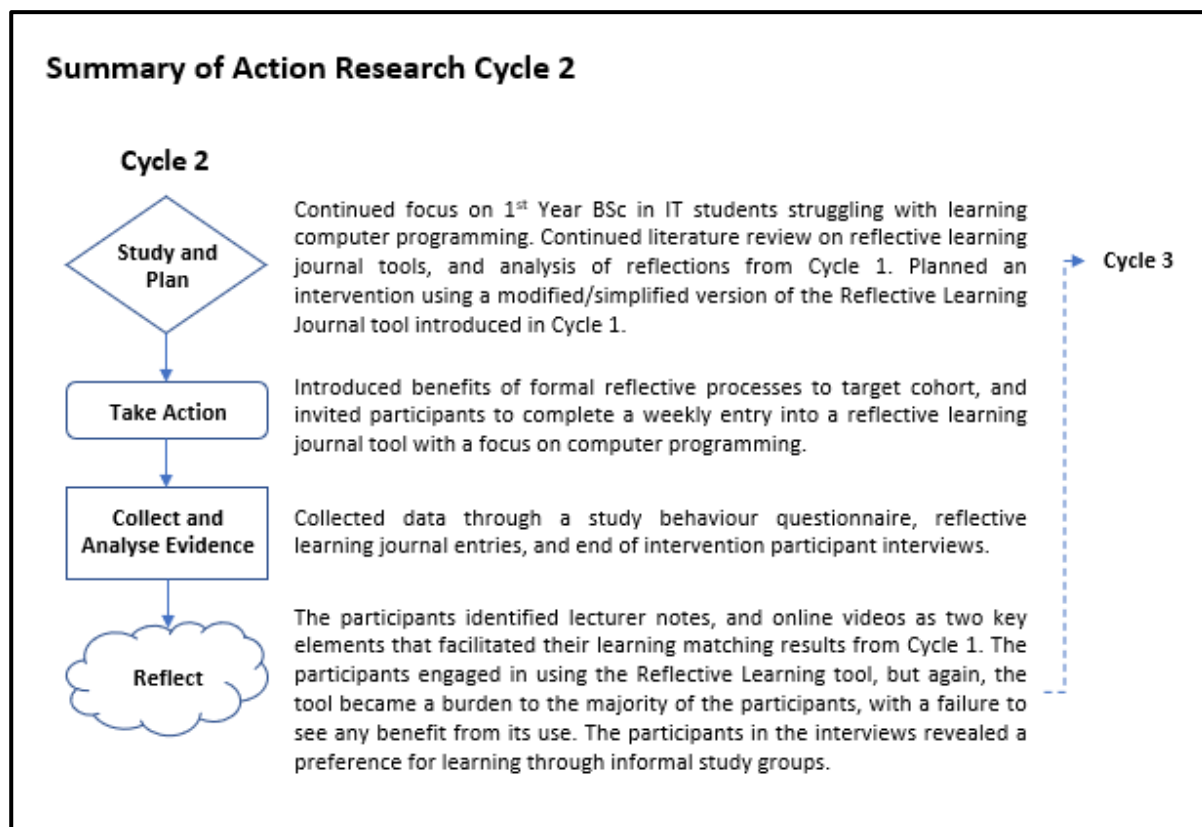 Summary of Action Research Cycle 2
Cycle 2
Study and
Plan
Continued focus on 1st Year BSc in IT students struggling with learning
computer programming. Continued literature review on reflective learning
journal tools, and analysis of reflections from Cycle 1. Planned an
intervention using a modified/simplified version of the Reflective Learning
Journal tool introduced in Cycle 1.
Cycle 3
Take Action
Introduced benefits of formal reflective processes to target cohort, and
invited participants to complete a weekly entry into a reflective learning
journal tool with a focus on computer programming.
Collect and
Analyse Evidence
Collected data through a study behaviour questionnaire, reflective
learning journal entries, and end of intervention participant interviews.
Reflect
The participants identified lecturer notes, and online videos as two key
elements that facilitated their learning matching results from Cycle 1. The
participants engaged in using the Reflective Learning tool, but again, the
tool became a burden to the majority of the participants, with a failure to
see any benefit from its use. The participants in the interviews revealed a
preference for learning through informal study groups.